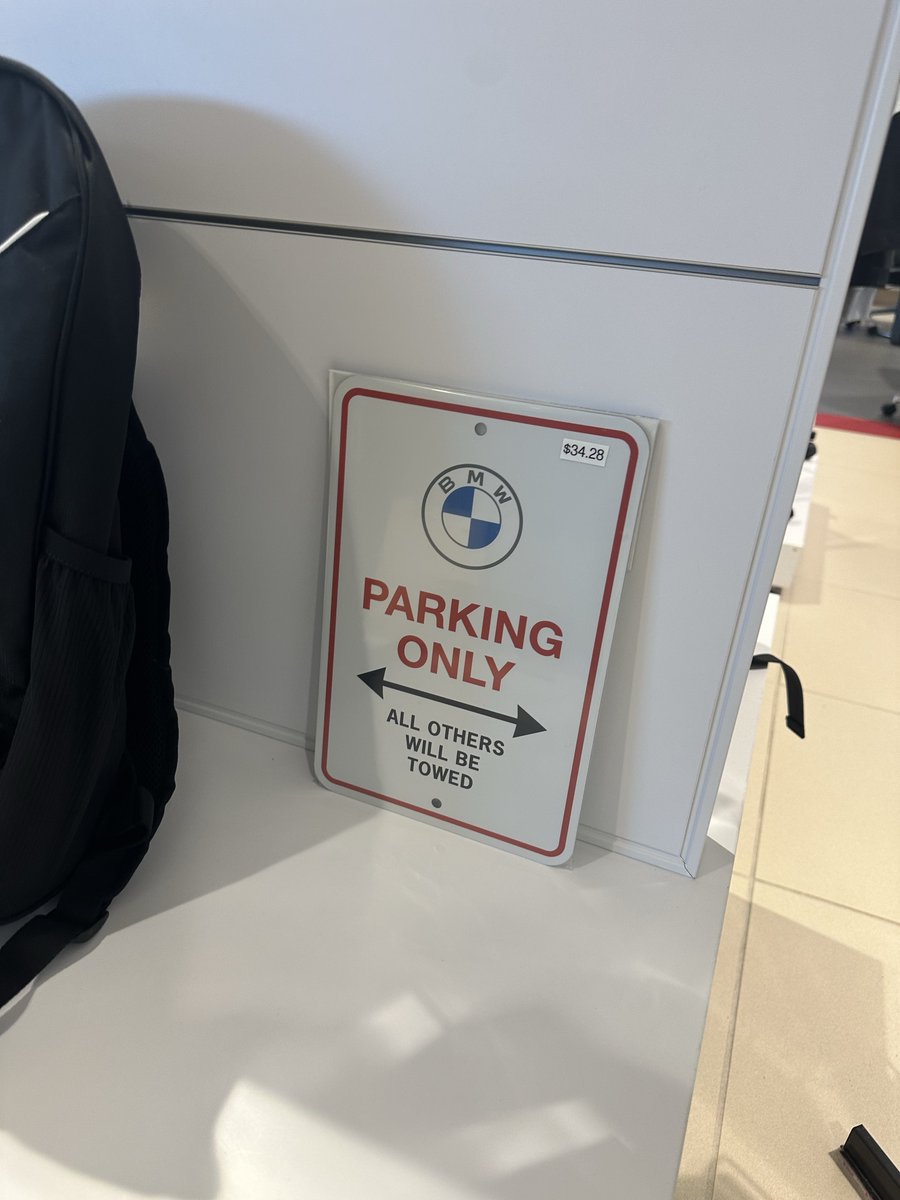 $34.28
BMW
PARKING
ONLY
ALL OTHERS
WILL BE
TOWED